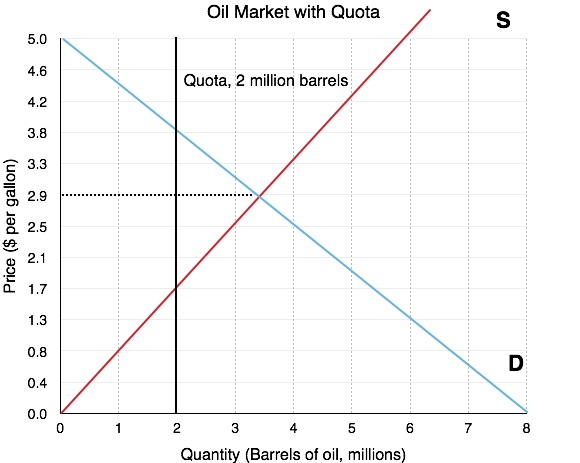 Oil Market with Quota
S
5.0
4.6
Quota, 2 million barrels
4.2
3.8
3.3
2.9
2.5
2.1
1.7
1.3
0.8
D
0.4
0.0
Price ($ per gallon)
0 1 2 3 4 5 6 7 8
Quantity (Barrels of oil, millions)